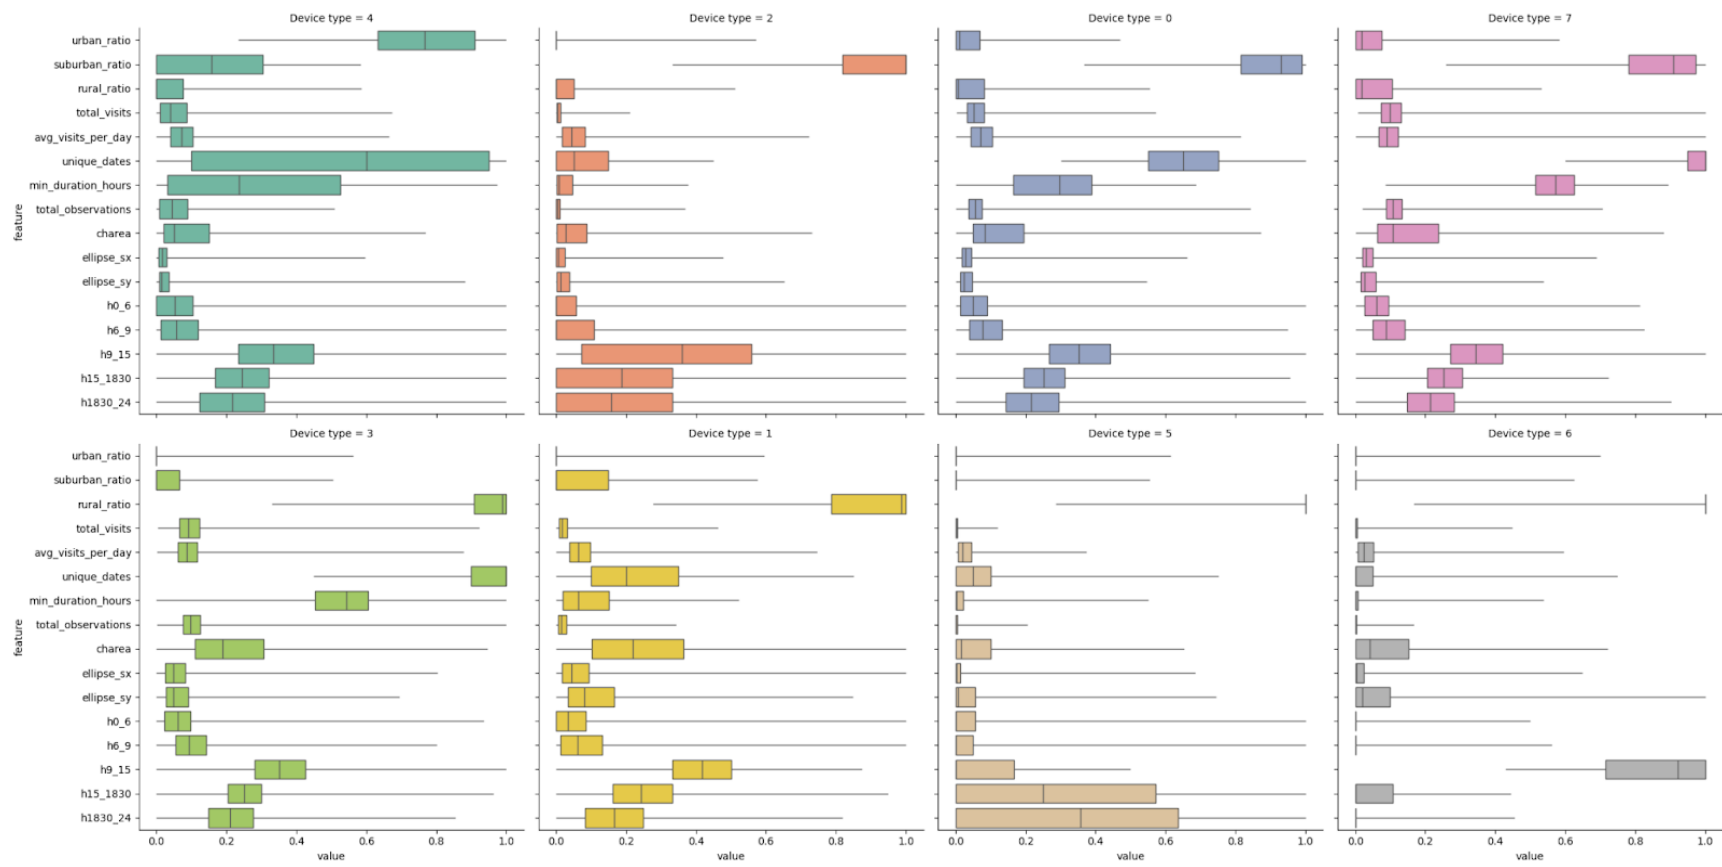 Device type = 4
Device type = 2
Device type = 0
Device type = 7
feature
urban_ratio
suburban_ratio
rural_ratio
total_visits
avg_visits_per_day
unique_dates
min_duration_hours
total_observations
charea
ellipse_sx
ellipse_sy
h0_6
h6_9
h9_15
h15_1830
h1830_24
Device type = 3
Device type = 1
Device type = 5
Device type = 6
feature
urban_ratio
suburban_ratio
rural_ratio
total_visits
avg_visits_per_day
unique_dates
min_duration_hours
total_observations
charea
ellipse_sx
ellipse_sy
h0_6
h6_9
h9_15
h15_1830
h1830_24
0.0 0.2 0.4 0.6 0.8 1.0 0.0 0.2 0.4 0.6 0.8 1.0 0.0 0.2 0.4 0.6 0.8 1.0 0.0 0.2 0.4 0.6 0.8 1.0
value value value value